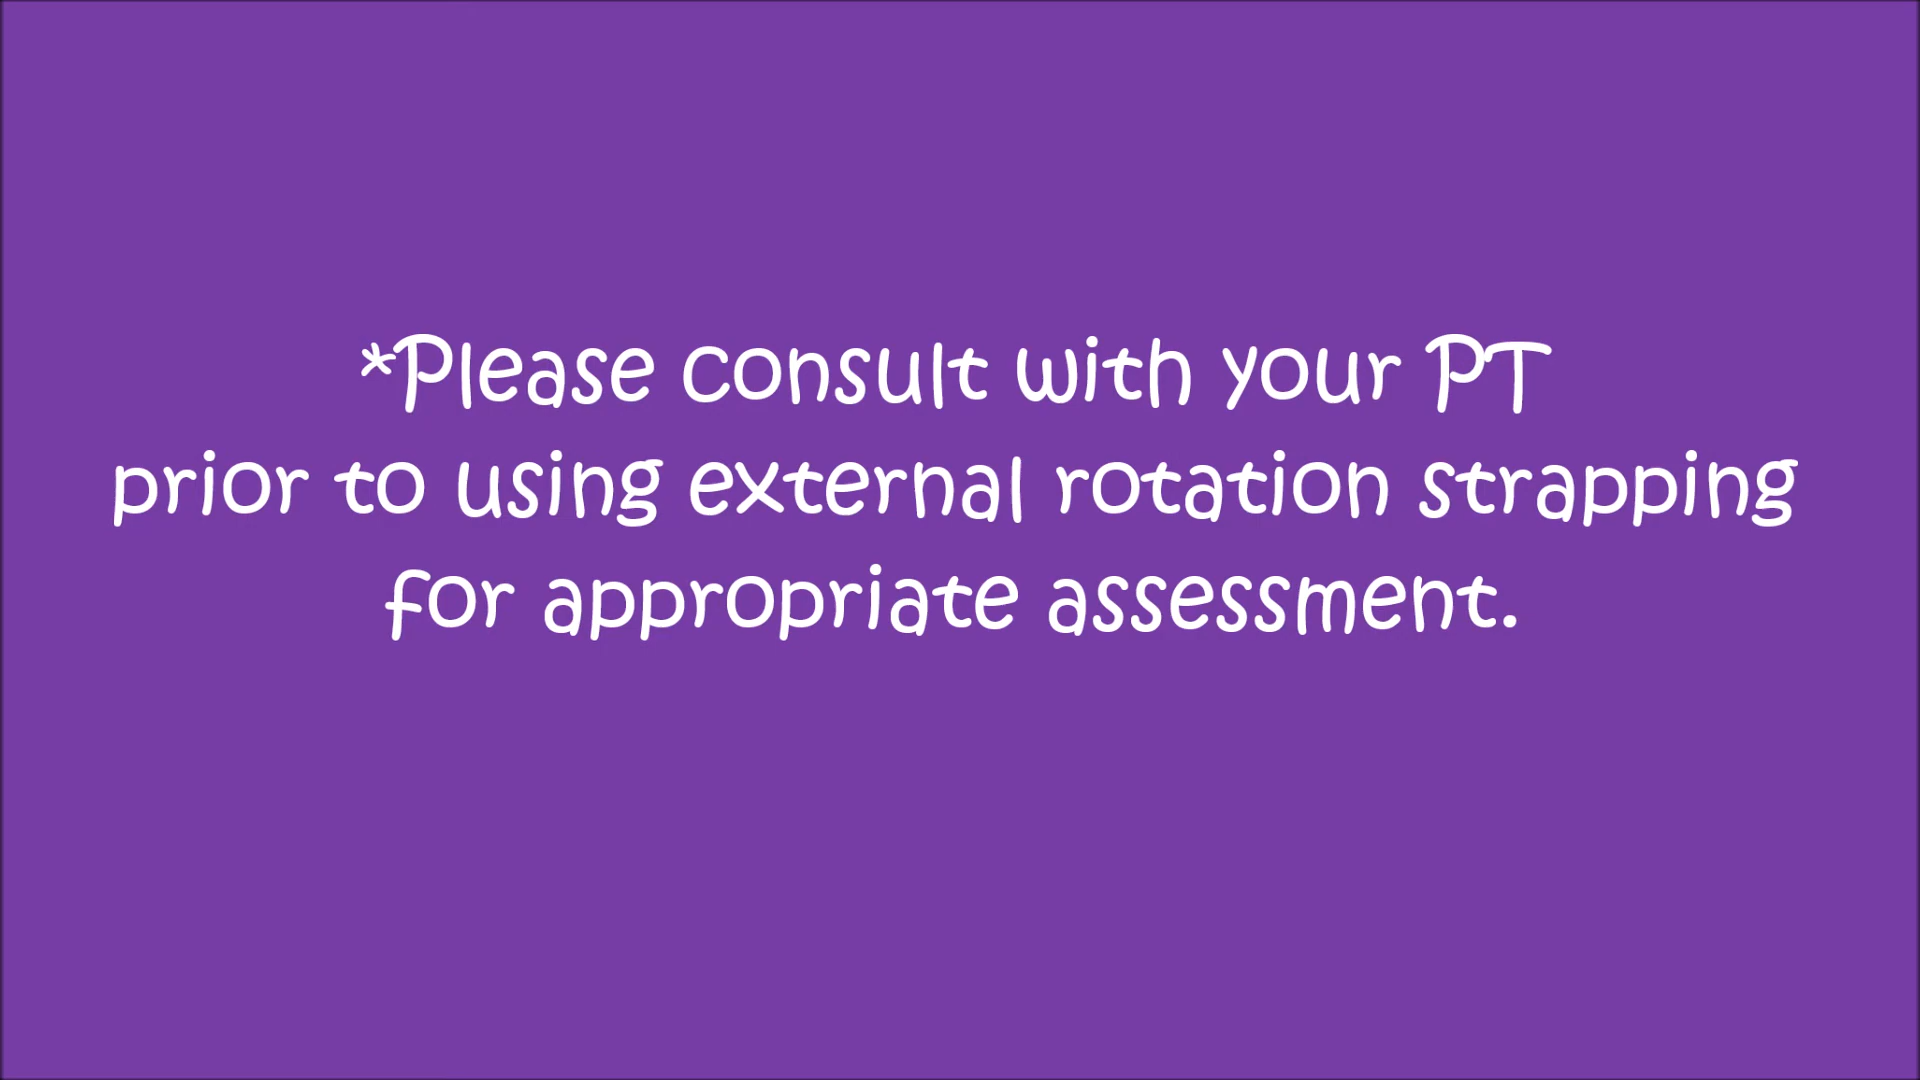 *Please consult with your PT
prior to using external rotation strapping
for appropriate assessment.